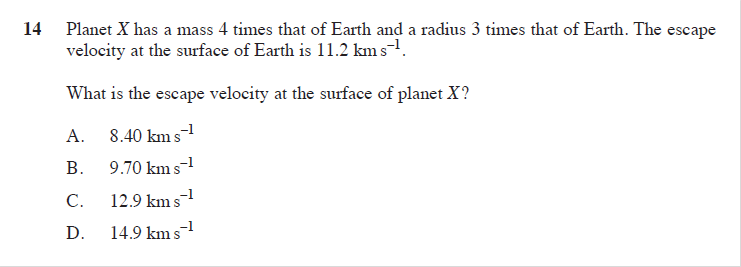 14 Planet X has a mass 4 times that of Earth and a radius 3 times that of Earth. The escape
velocity at the surface of Earth is 11.2 km s⁻¹.
What is the escape velocity at the surface of planet X?
A. 8.40 km s⁻¹
B. 9.70 km s⁻¹
C. 12.9 km s⁻¹
D. 14.9 km s⁻¹